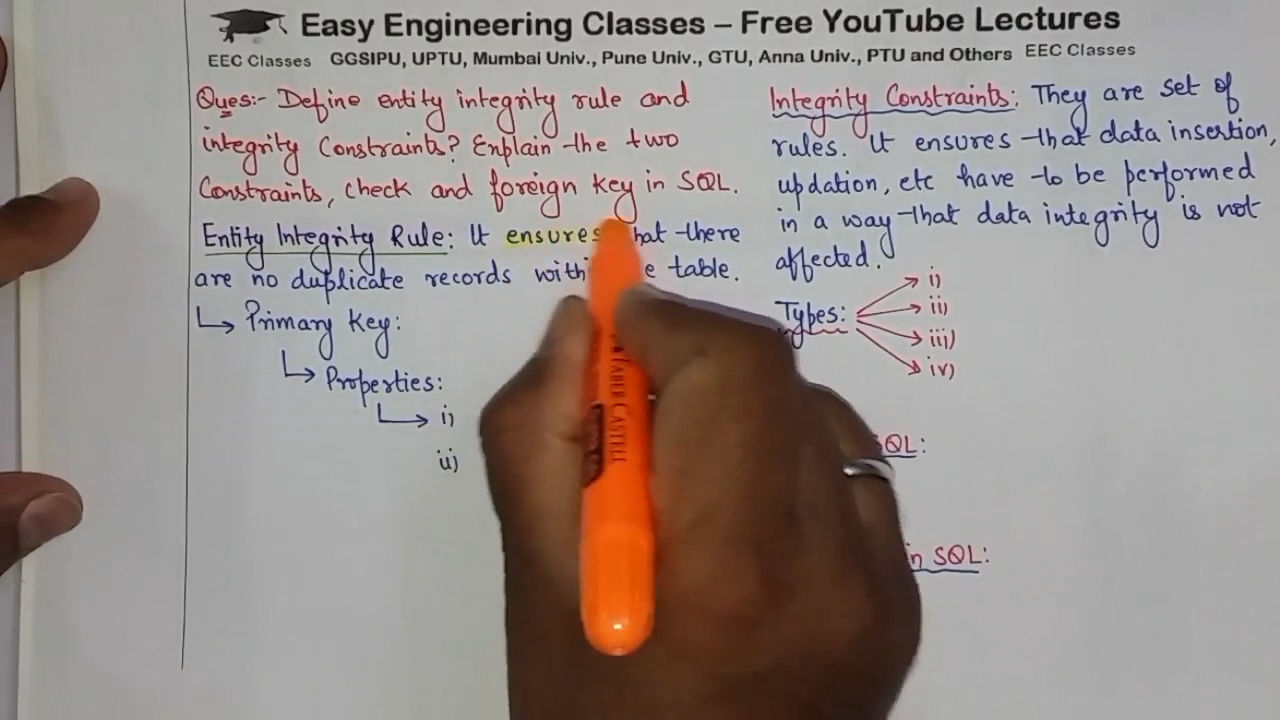 Easy Engineering Classes – Free YouTube Lectures
EEC Classes GGSIPU, UPTU, Mumbai Univ., Pune Univ., GTU, Anna Univ., PTU and Others EEC Classes
Ques:- Define entity integrity rule and
integrity Constraints? Explain the two
Constraints, check and foreign key in SQL.
Entity Integrity Rule: It ensures that there
are no duplicate records within table.
↳ Primary Key:
↳ Properties:
↳ i)
ii)
Integrity Constraints: They are set of
rules. It ensures that data insertion,
updation, etc have to be performed
in a way that data integrity is not
affected.
Types: i)
ii)
iii)
iv)
SQL:
in SQL:
FABER CASTELL